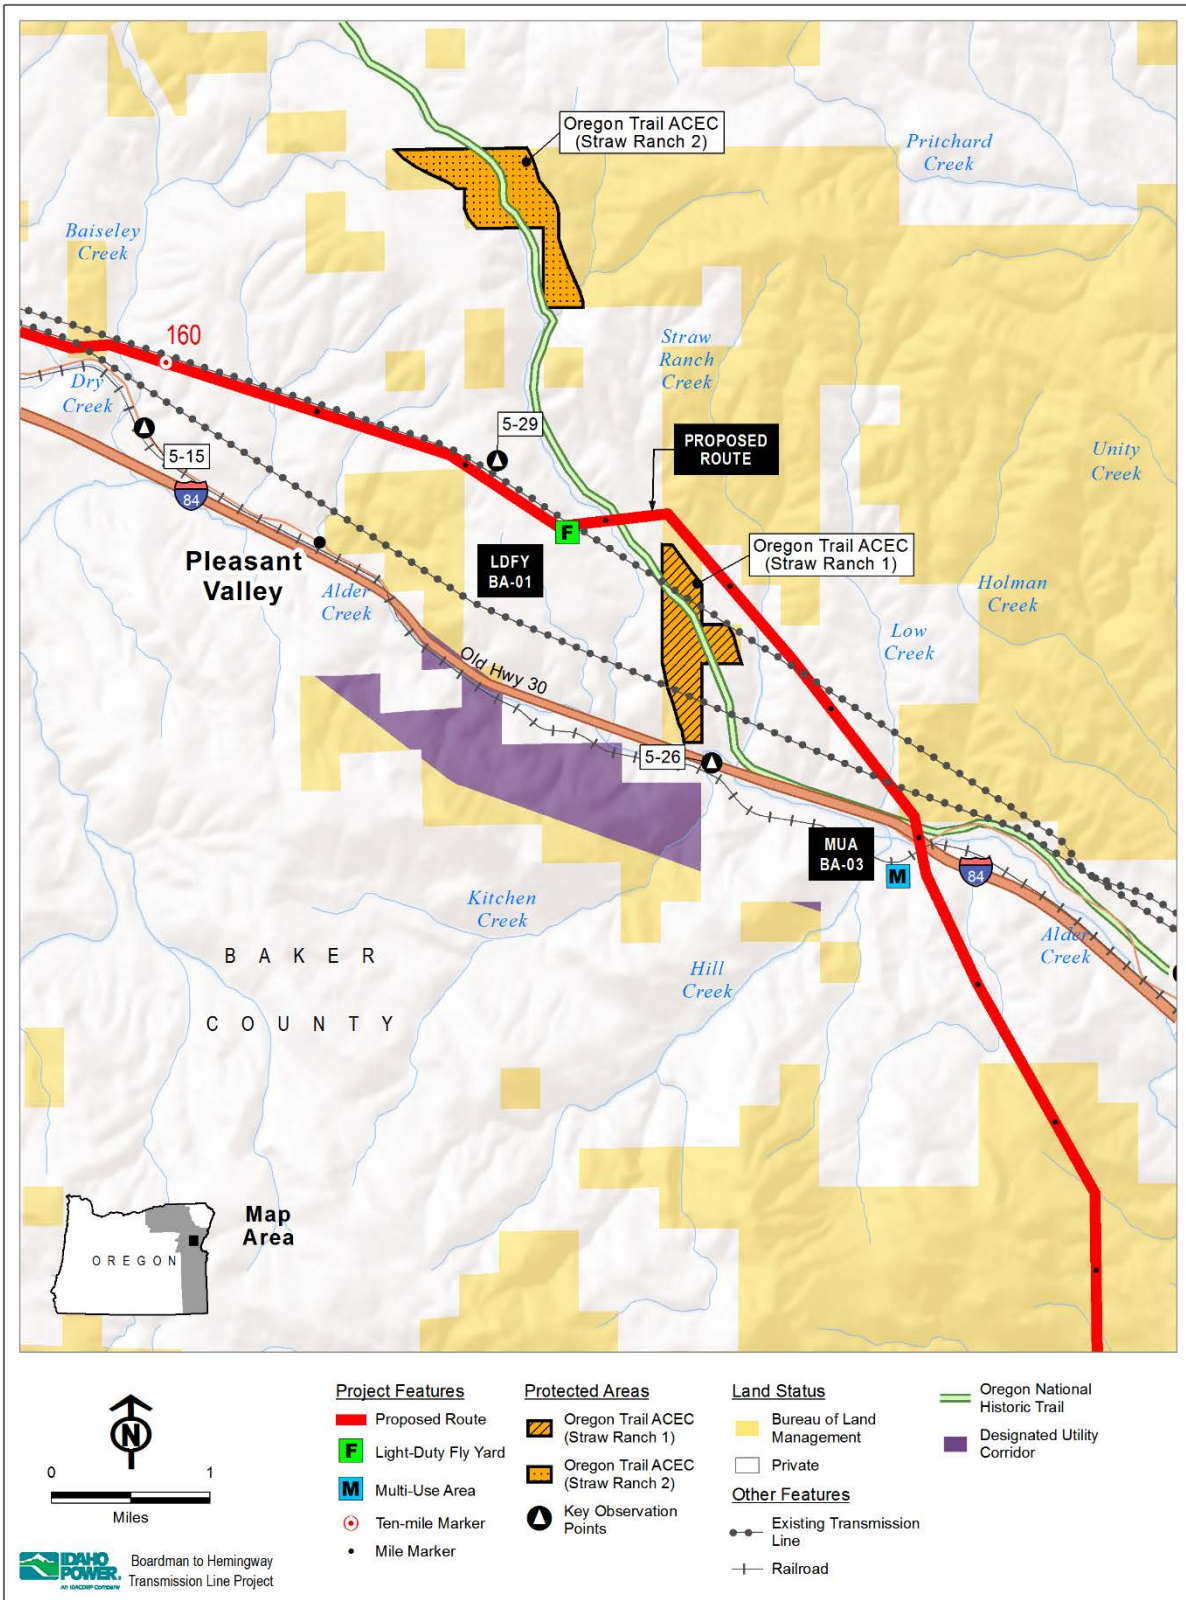 Oregon Trail ACEC
(Straw Ranch 2)
Pritchard
Creek
Baiseley
Creek
160
Straw
Ranch
Creek
Dry
Creek
5-29
PROPOSED
ROUTE
Unity
Creek
5-15
84
Pleasant
Valley
F
LDFY
BA-01
Oregon Trail ACEC
(Straw Ranch 1)
Alder
Creek
Holman
Creek
Low
Creek
Old Hwy 30
5-26
MUA
BA-03
M
84
Kitchen
Creek
Alder
Creek
BAKER
COUNTY
Hill
Creek
Map
Area
OREGON
N
0 1
Miles
IDAHO
POWER.
An IDACORP Company
Boardman to Hemingway
Transmission Line Project
Project Features
Proposed Route
F Light-Duty Fly Yard
M Multi-Use Area
Ten-mile Marker
Mile Marker
Protected Areas
Oregon Trail ACEC
(Straw Ranch 1)
Oregon Trail ACEC
(Straw Ranch 2)
Key Observation
Points
Land Status
Bureau of Land
Management
Private
Other Features
Existing Transmission
Line
Railroad
Oregon National
Historic Trail
Designated Utility
Corridor